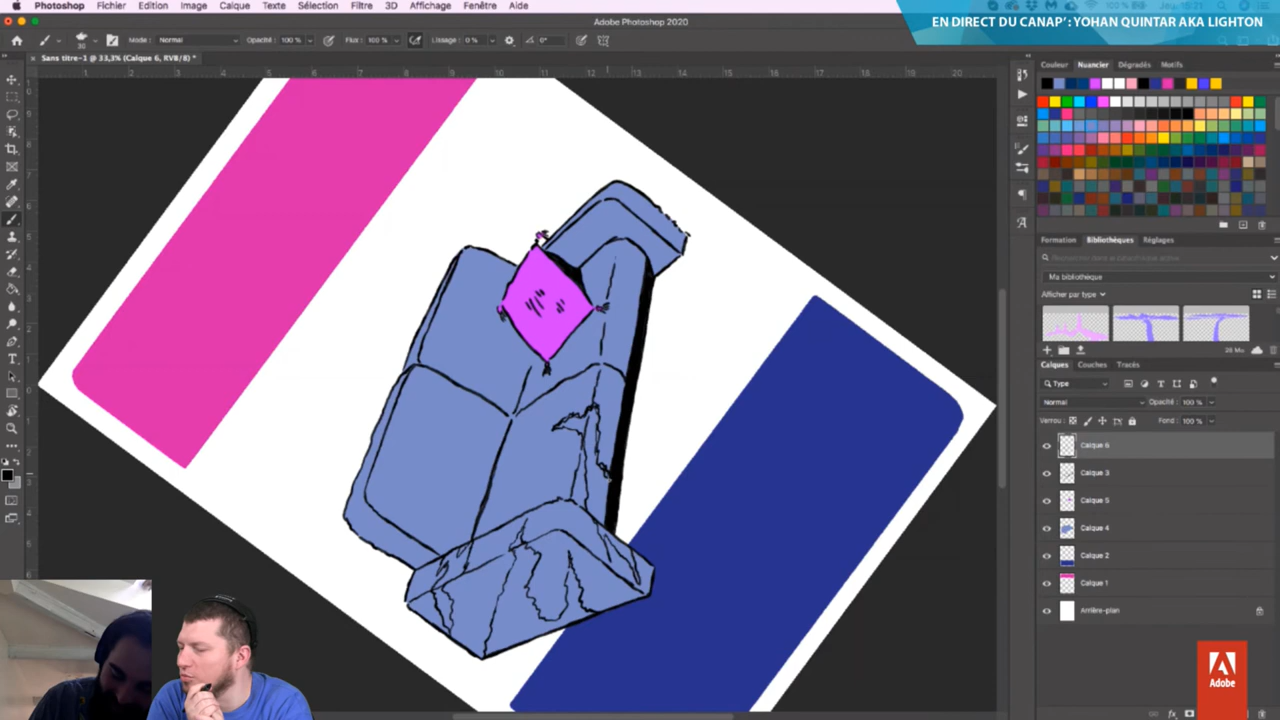 Photoshop Fichier Edition Image Calque Texte Sélection Filtre 3D Affichage Fenêtre Aide
EN DIRECT DU CANAP' : YOHAN QUINTAR AKA LIGHTON
Adobe Photoshop 2020
Mode : Normal Opacité : 100 % Flux : 100 % Lissage : 0 % 0°
Sans titre-1 @ 33,3% (Calque 6, RVB/8) *
Couleur Nuancier Dégradés Motifs
Formation Bibliothèques Réglages
Ma bibliothèque
Afficher par type
26 Mo
Calques Couches Tracés
Type
Normal Opacité : 100 %
Verrou : Fond : 100 %
Calque 6
Calque 3
Calque 5
Calque 4
Calque 2
Calque 1
Arrière-plan
Adobe